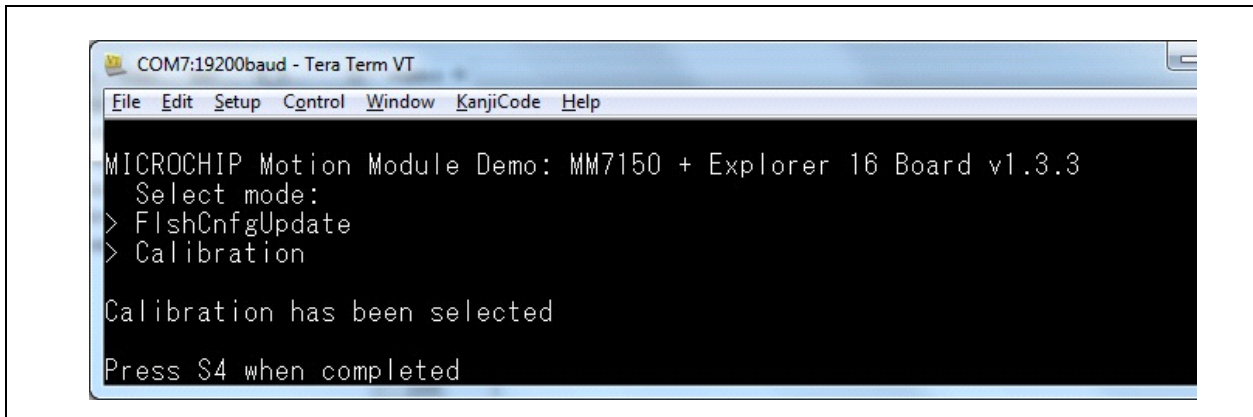 COM7:19200baud - Tera Term VT
File Edit Setup Control Window KanjiCode Help
MICROCHIP Motion Module Demo: MM7150 + Explorer 16 Board v1.3.3
Select mode:
> FlshCnfgUpdate
> Calibration
Calibration has been selected
Press S4 when completed